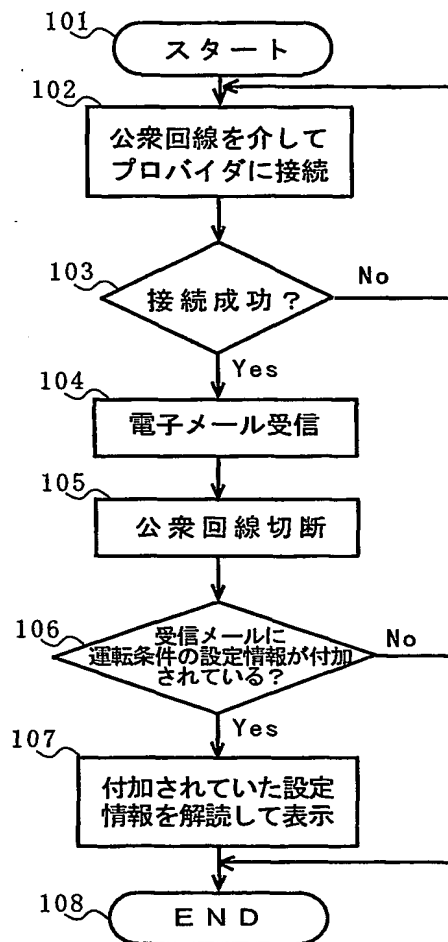 101
スタート
102
公衆回線を介して
プロバイダに接続
103
接続成功？
No
Yes
104
電子メール受信
105
公衆回線切断
106
受信メールに
運転条件の設定情報が付加
されている？
No
Yes
107
付加されていた設定
情報を解読して表示
108
END